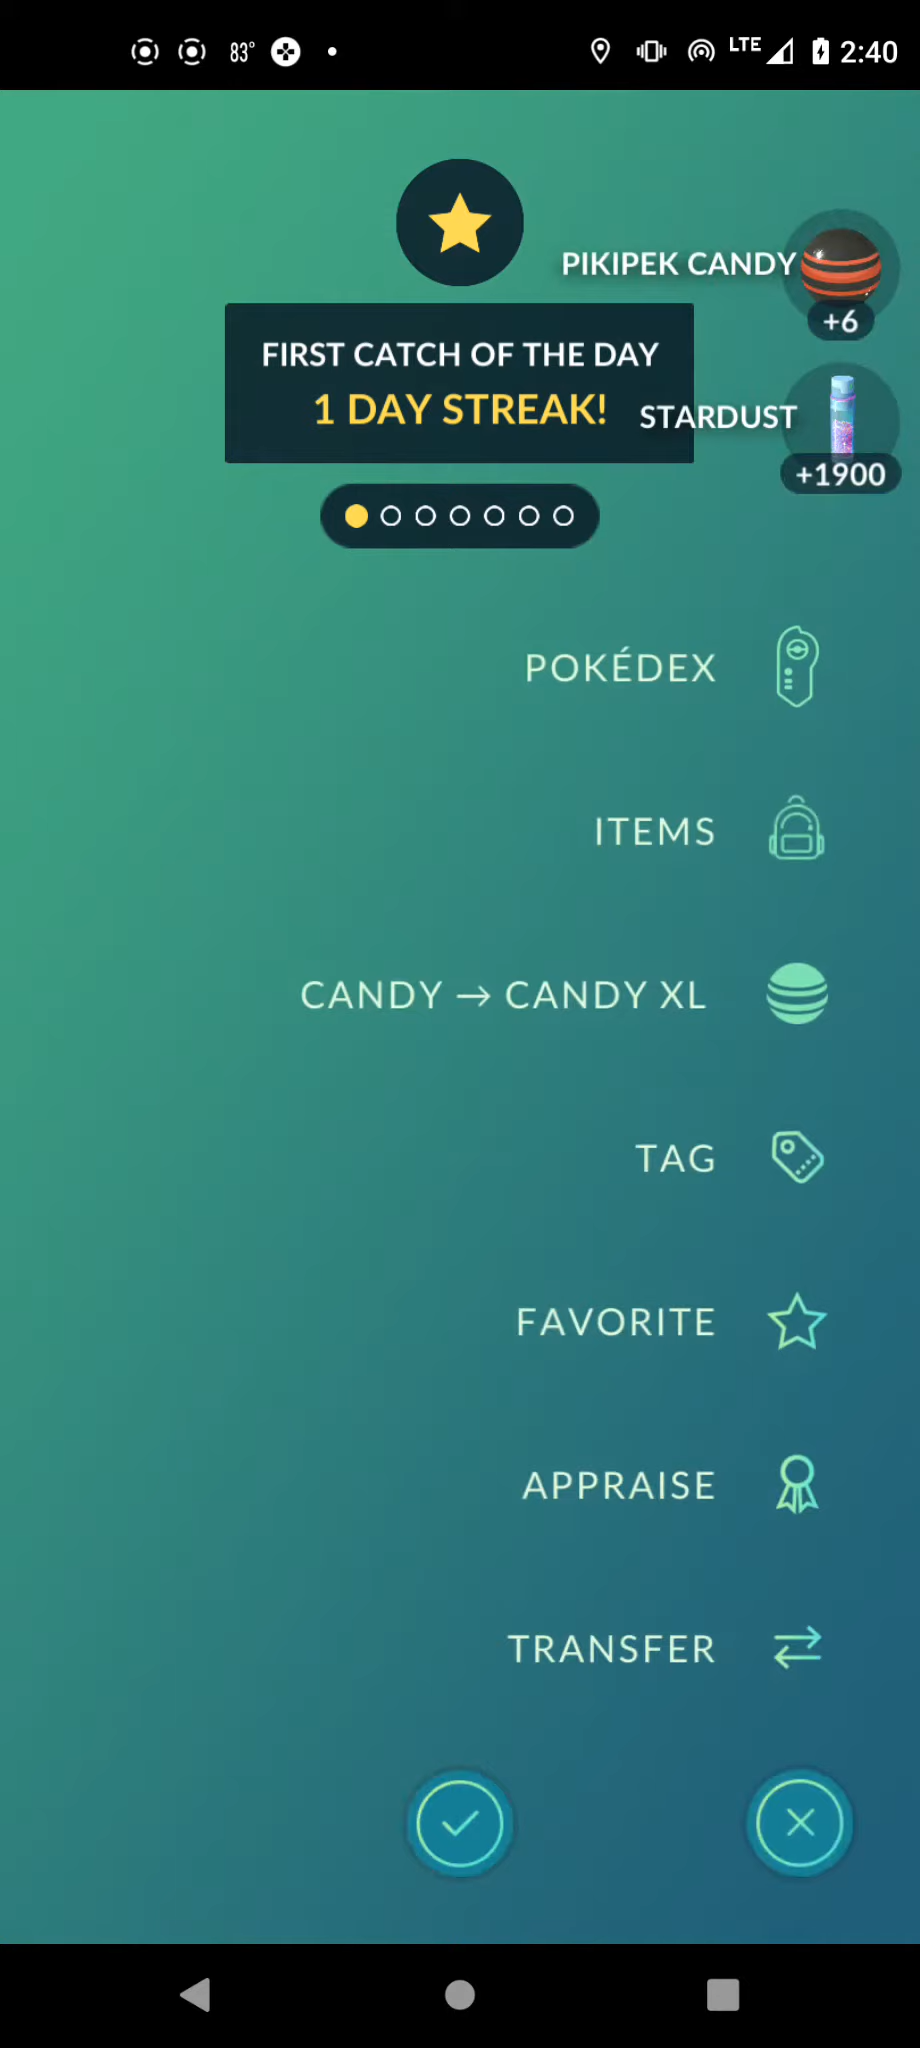 83°
LTE
2:40
PIKIPEK CANDY
+6
FIRST CATCH OF THE DAY
1 DAY STREAK!
STARDUST
+1900
POKÉDEX
ITEMS
CANDY → CANDY XL
TAG
FAVORITE
APPRAISE
TRANSFER